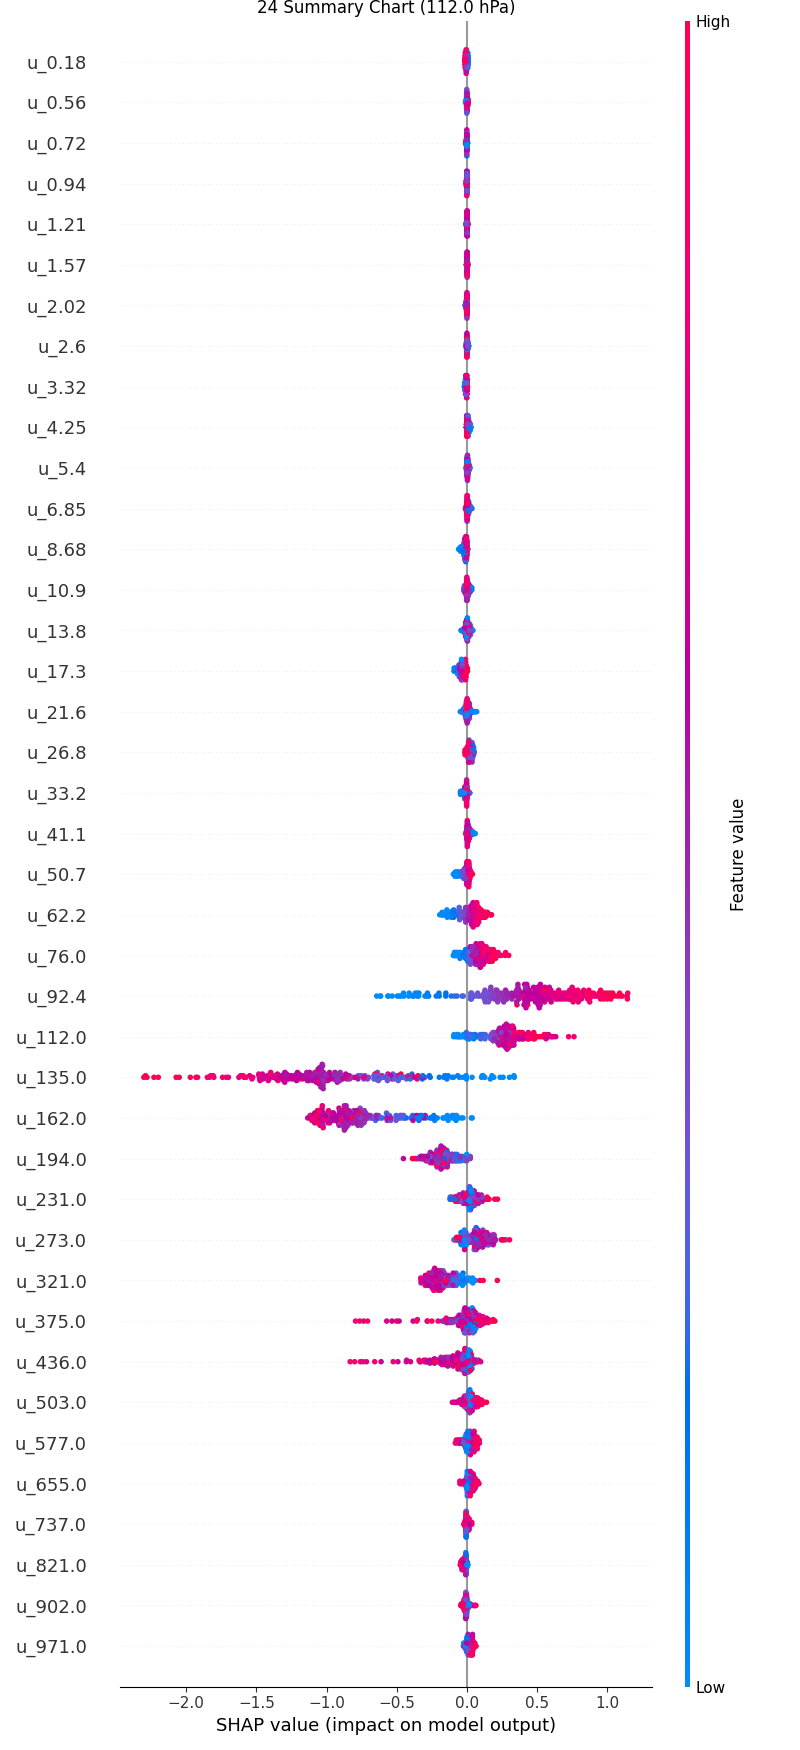 24 Summary Chart (112.0 hPa)
High
u_0.18
u_0.56
u_0.72
u_0.94
u_1.21
u_1.57
u_2.02
u_2.6
u_3.32
u_4.25
u_5.4
u_6.85
u_8.68
u_10.9
u_13.8
u_17.3
u_21.6
u_26.8
u_33.2
u_41.1
u_50.7
u_62.2
u_76.0
u_92.4
u_112.0
u_135.0
u_162.0
u_194.0
u_231.0
u_273.0
u_321.0
u_375.0
u_436.0
u_503.0
u_577.0
u_655.0
u_737.0
u_821.0
u_902.0
u_971.0
Feature value
Low
−2.0 −1.5 −1.0 −0.5 0.0 0.5 1.0
SHAP value (impact on model output)